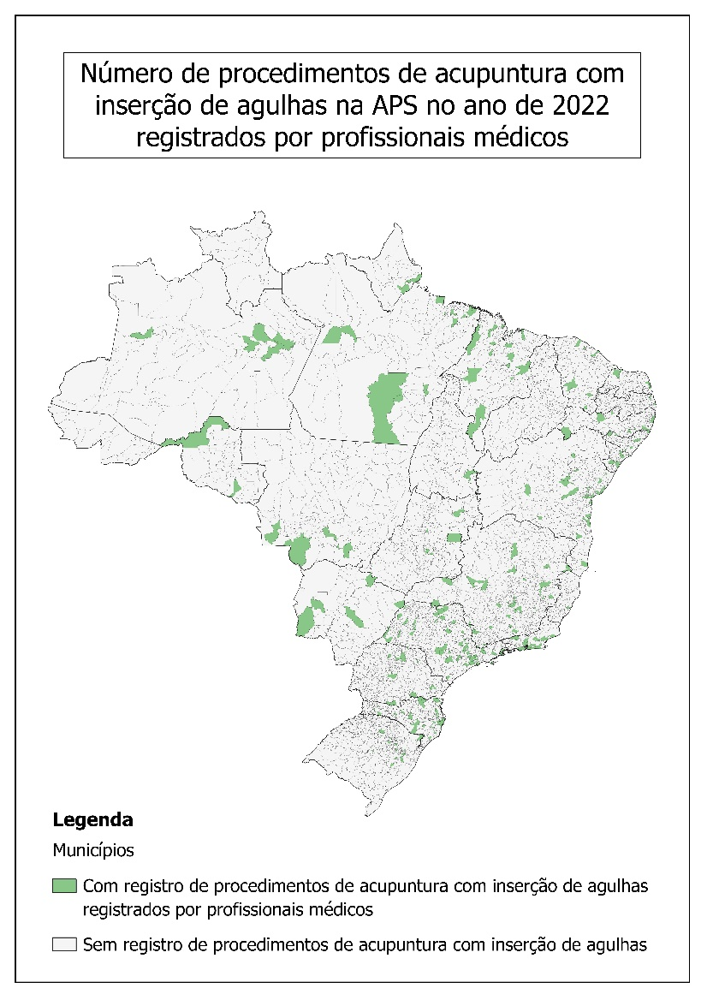 Número de procedimentos de acupuntura com
inserção de agulhas na APS no ano de 2022
registrados por profissionais médicos
Legenda
Municípios
Com registro de procedimentos de acupuntura com inserção de agulhas
registrados por profissionais médicos
Sem registro de procedimentos de acupuntura com inserção de agulhas